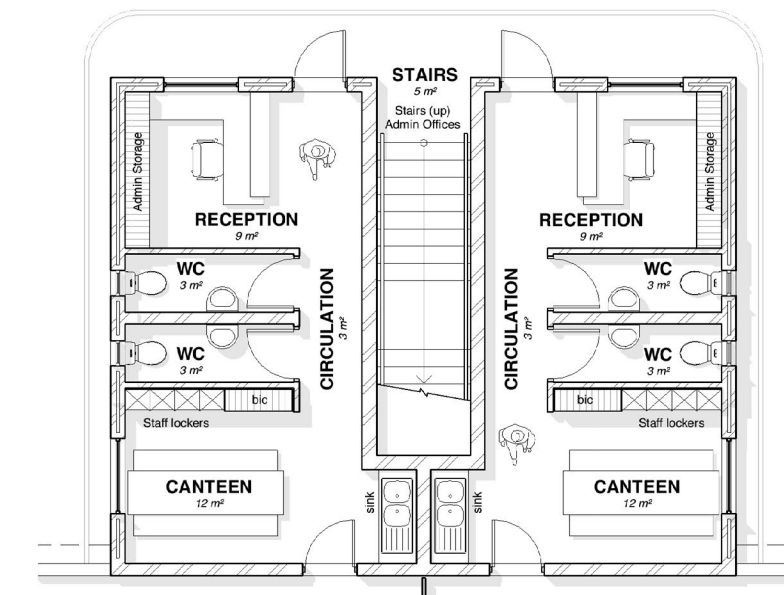 STAIRS
5 m²
Stairs (up)
Admin Offices
Admin Storage
RECEPTION
9 m²
RECEPTION
9 m²
Admin Storage
WC
3 m²
WC
3 m²
CIRCULATION
3 m²
CIRCULATION
3 m²
WC
3 m²
WC
3 m²
bic
Staff lockers
bic
Staff lockers
CANTEEN
12 m²
sink
sink
CANTEEN
12 m²